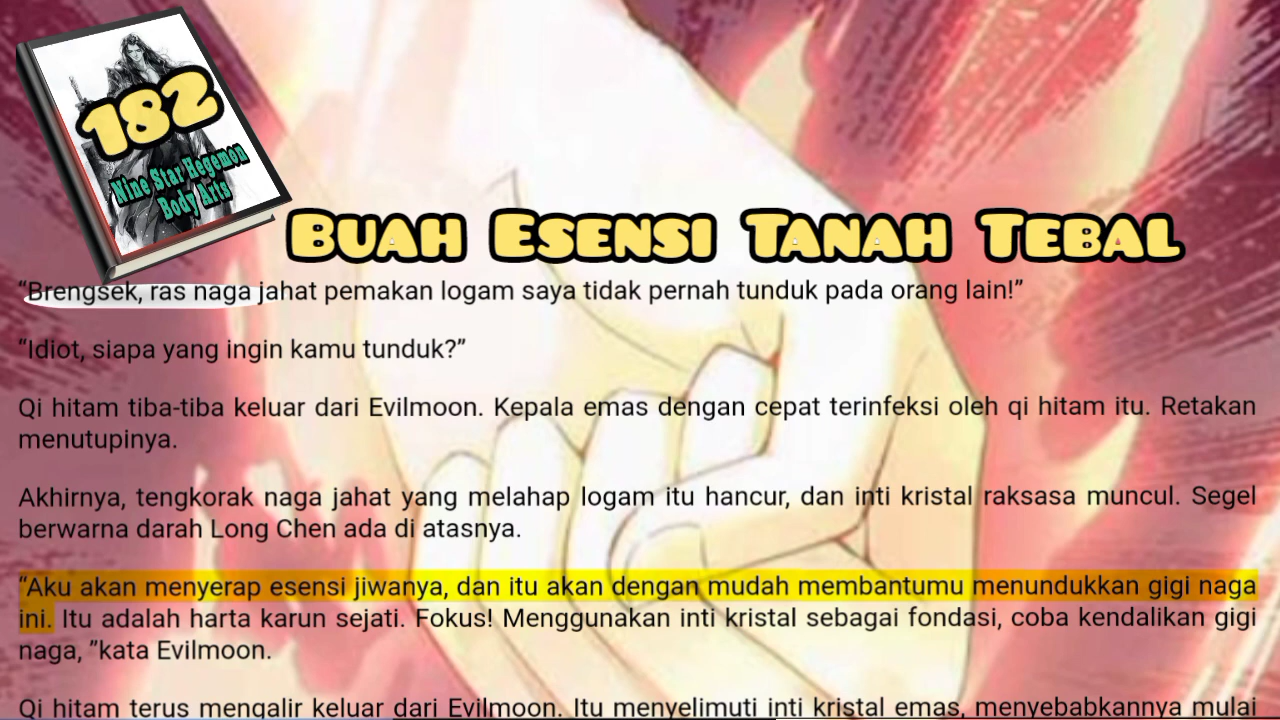 182
Nine Star Hegemon
Body Arts
BUAH ESENSI TANAH TEBAL
“Brengsek, ras naga jahat pemakan logam saya tidak pernah tunduk pada orang lain!”
“Idiot, siapa yang ingin kamu tunduk?”
Qi hitam tiba-tiba keluar dari Evilmoon. Kepala emas dengan cepat terinfeksi oleh qi hitam itu. Retakan
menutupinya.
Akhirnya, tengkorak naga jahat yang melahap logam itu hancur, dan inti kristal raksasa muncul. Segel
berwarna darah Long Chen ada di atasnya.
“Aku akan menyerap esensi jiwanya, dan itu akan dengan mudah membantumu menundukkan gigi naga
ini. Itu adalah harta karun sejati. Fokus! Menggunakan inti kristal sebagai fondasi, coba kendalikan gigi
naga, ”kata Evilmoon.
Qi hitam terus mengalir keluar dari Evilmoon. Itu menyelimuti inti kristal emas, menyebabkannya mulai